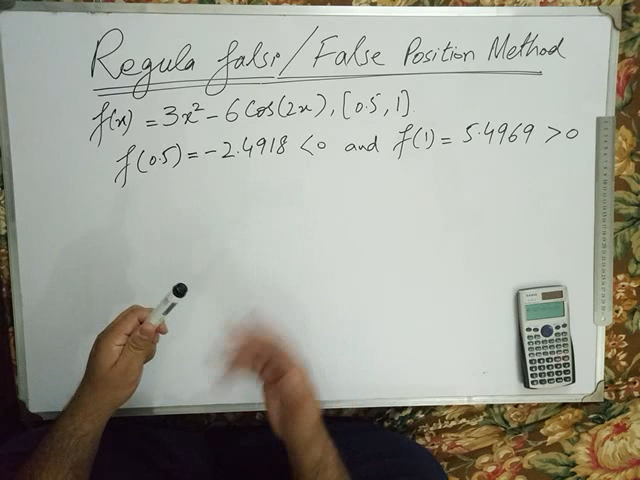 Regula falsi / False Position Method
f(x) = 3x² - 6 Cos(2x), [0.5, 1].
f(0.5) = -2.4918 < 0 and f(1) = 5.4969 > 0